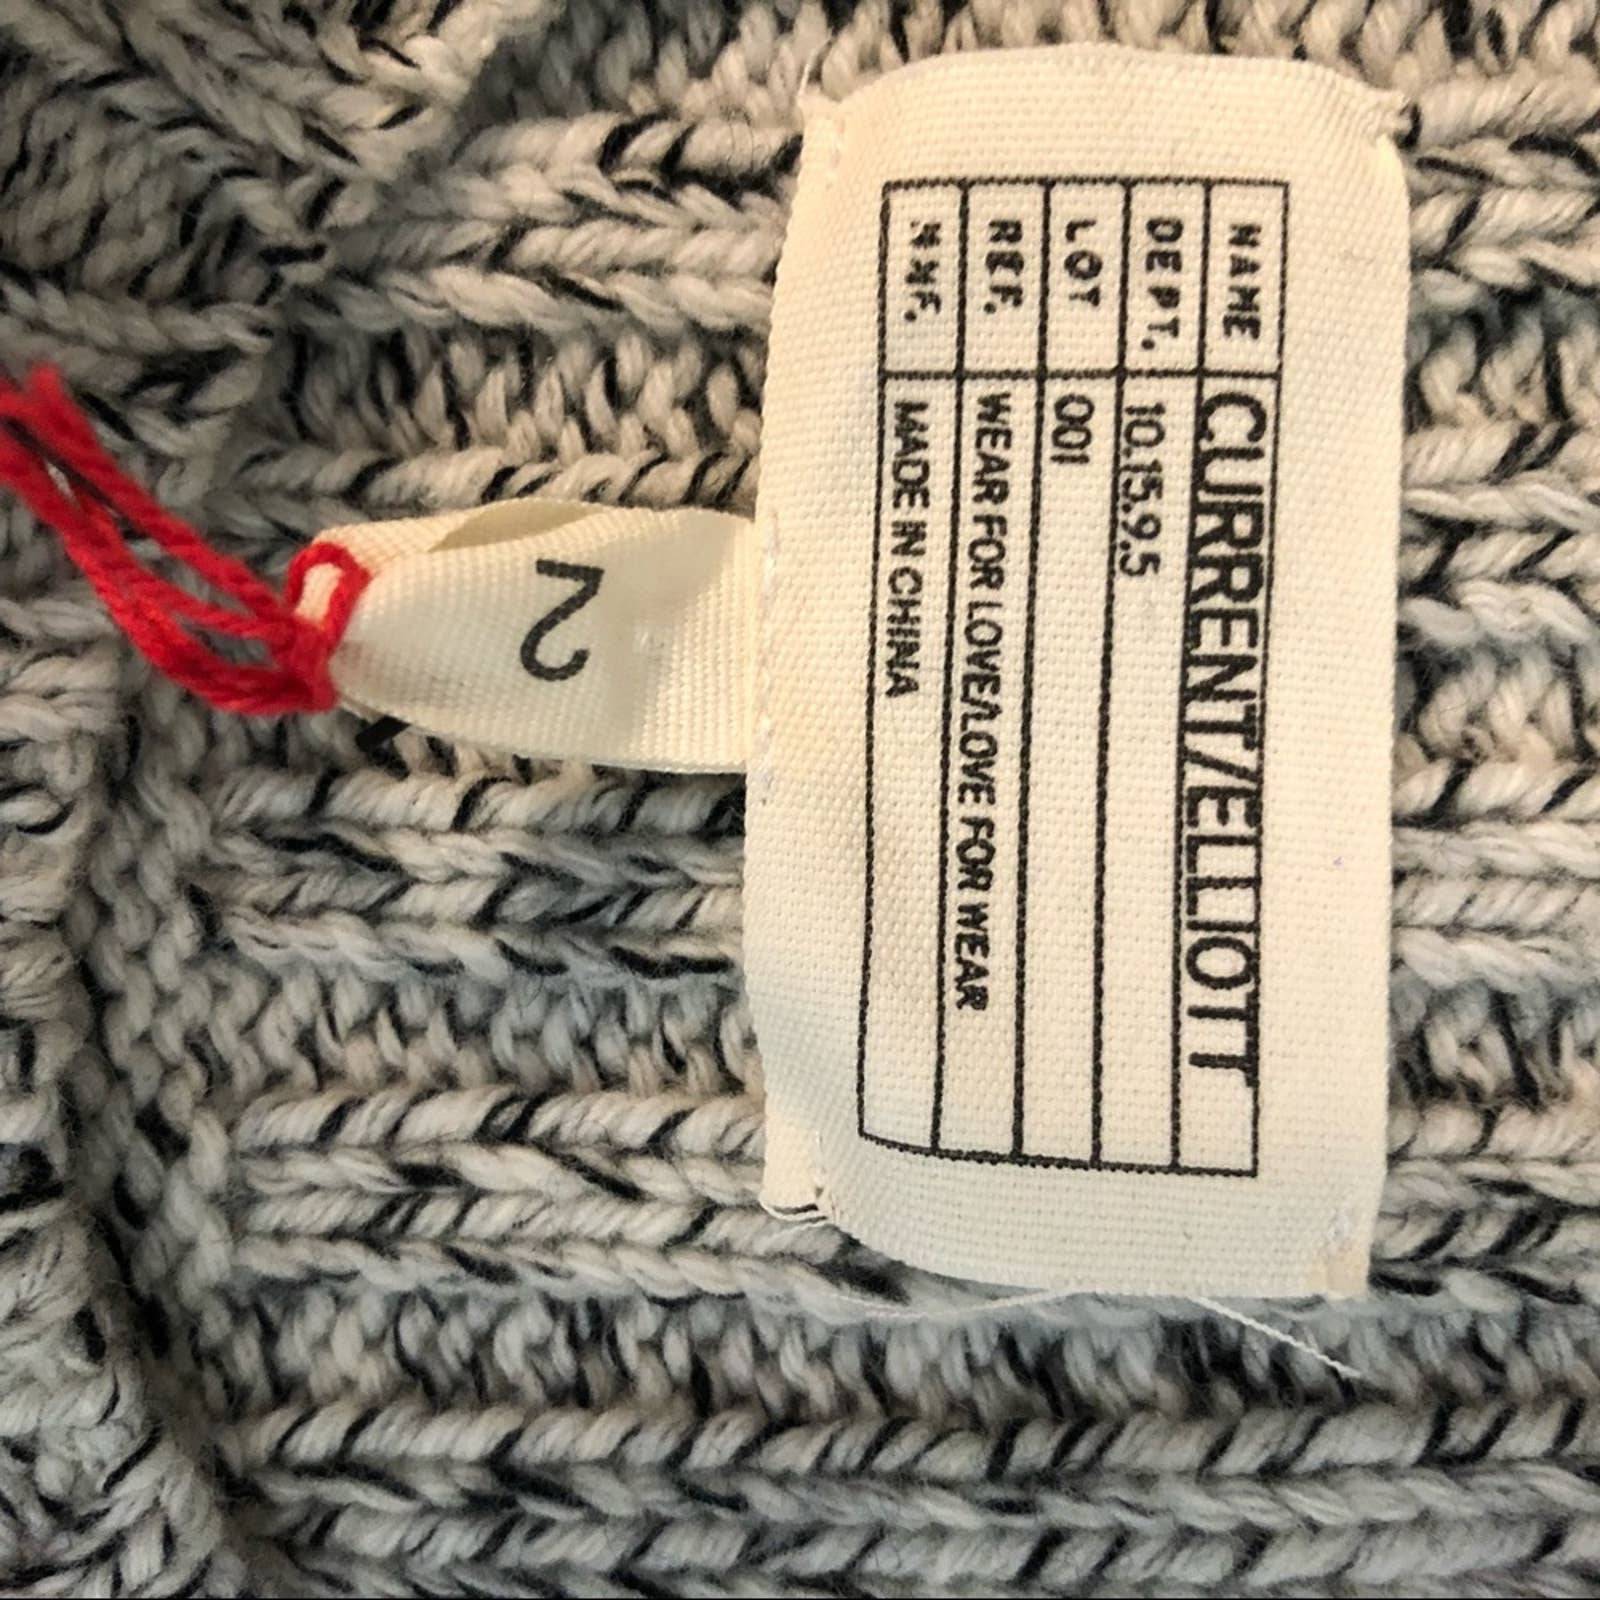 NAME CURRENT/ELLIOTT
DEPT. 10.15.9.5
LOT 001
REF. WEAR FOR LOVE/LOVE FOR WEAR
MNF. MADE IN CHINA
2